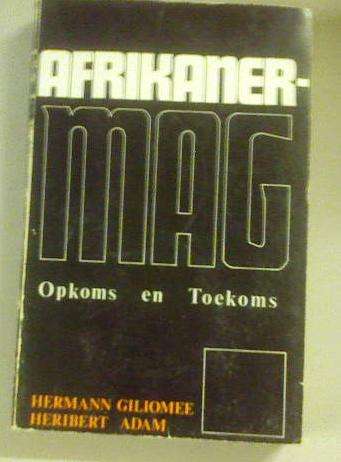 AFRIKANER-
MAG
Opkoms en Toekoms
HERMANN GILIOMEE
HERIBERT ADAM